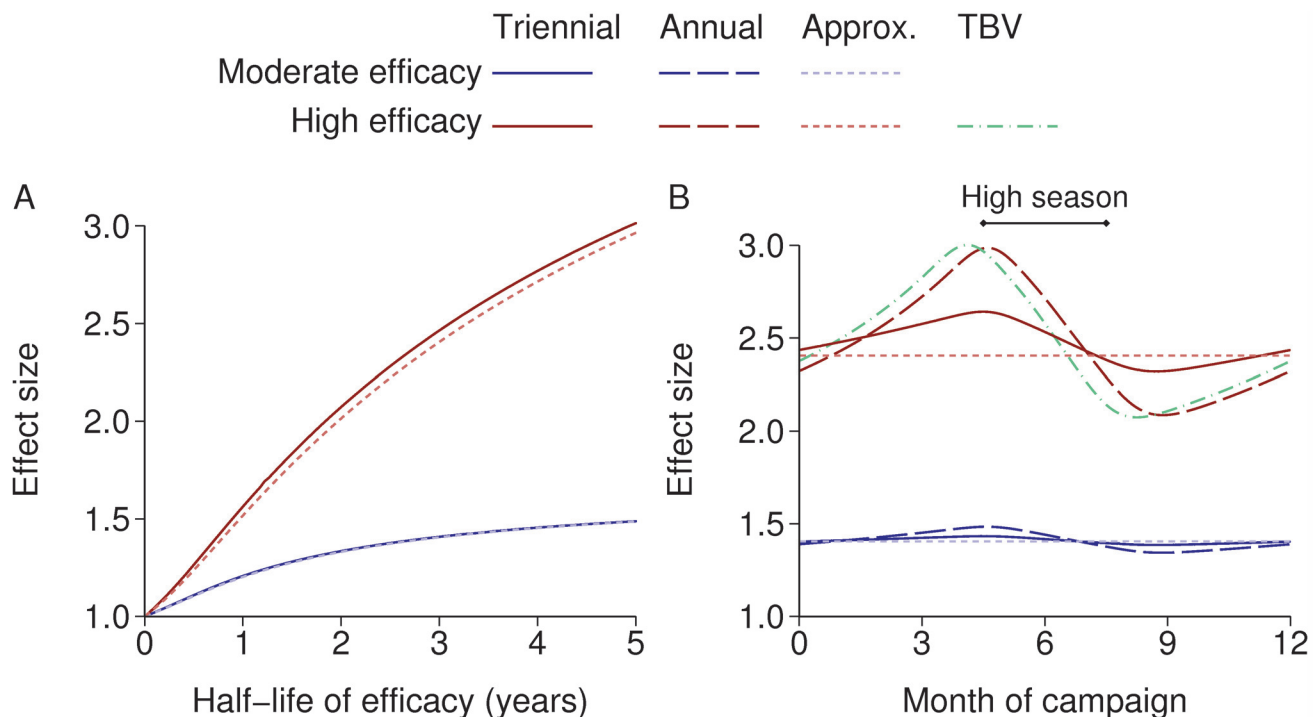 Triennial Annual Approx. TBV
Moderate efficacy
High efficacy
A
3.0
2.5
2.0
1.5
1.0
0 1 2 3 4 5
Effect size
Half–life of efficacy (years)
B
High season
3.0
2.5
2.0
1.5
1.0
0 3 6 9 12
Effect size
Month of campaign